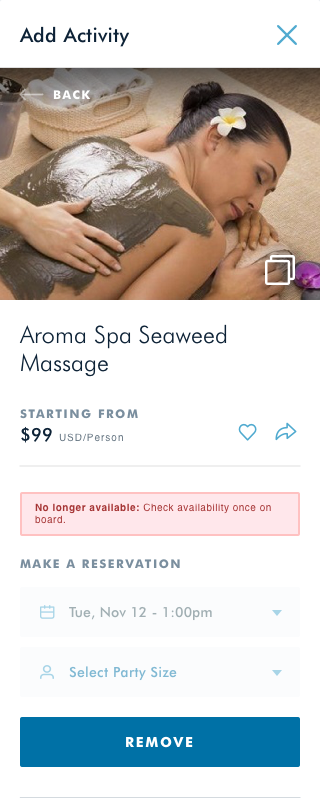 Add Activity
BACK
Aroma Spa Seaweed
Massage
STARTING FROM
$99 USD/Person
No longer available: Check availability once on
board.
MAKE A RESERVATION
Tue, Nov 12 - 1:00pm
Select Party Size
REMOVE